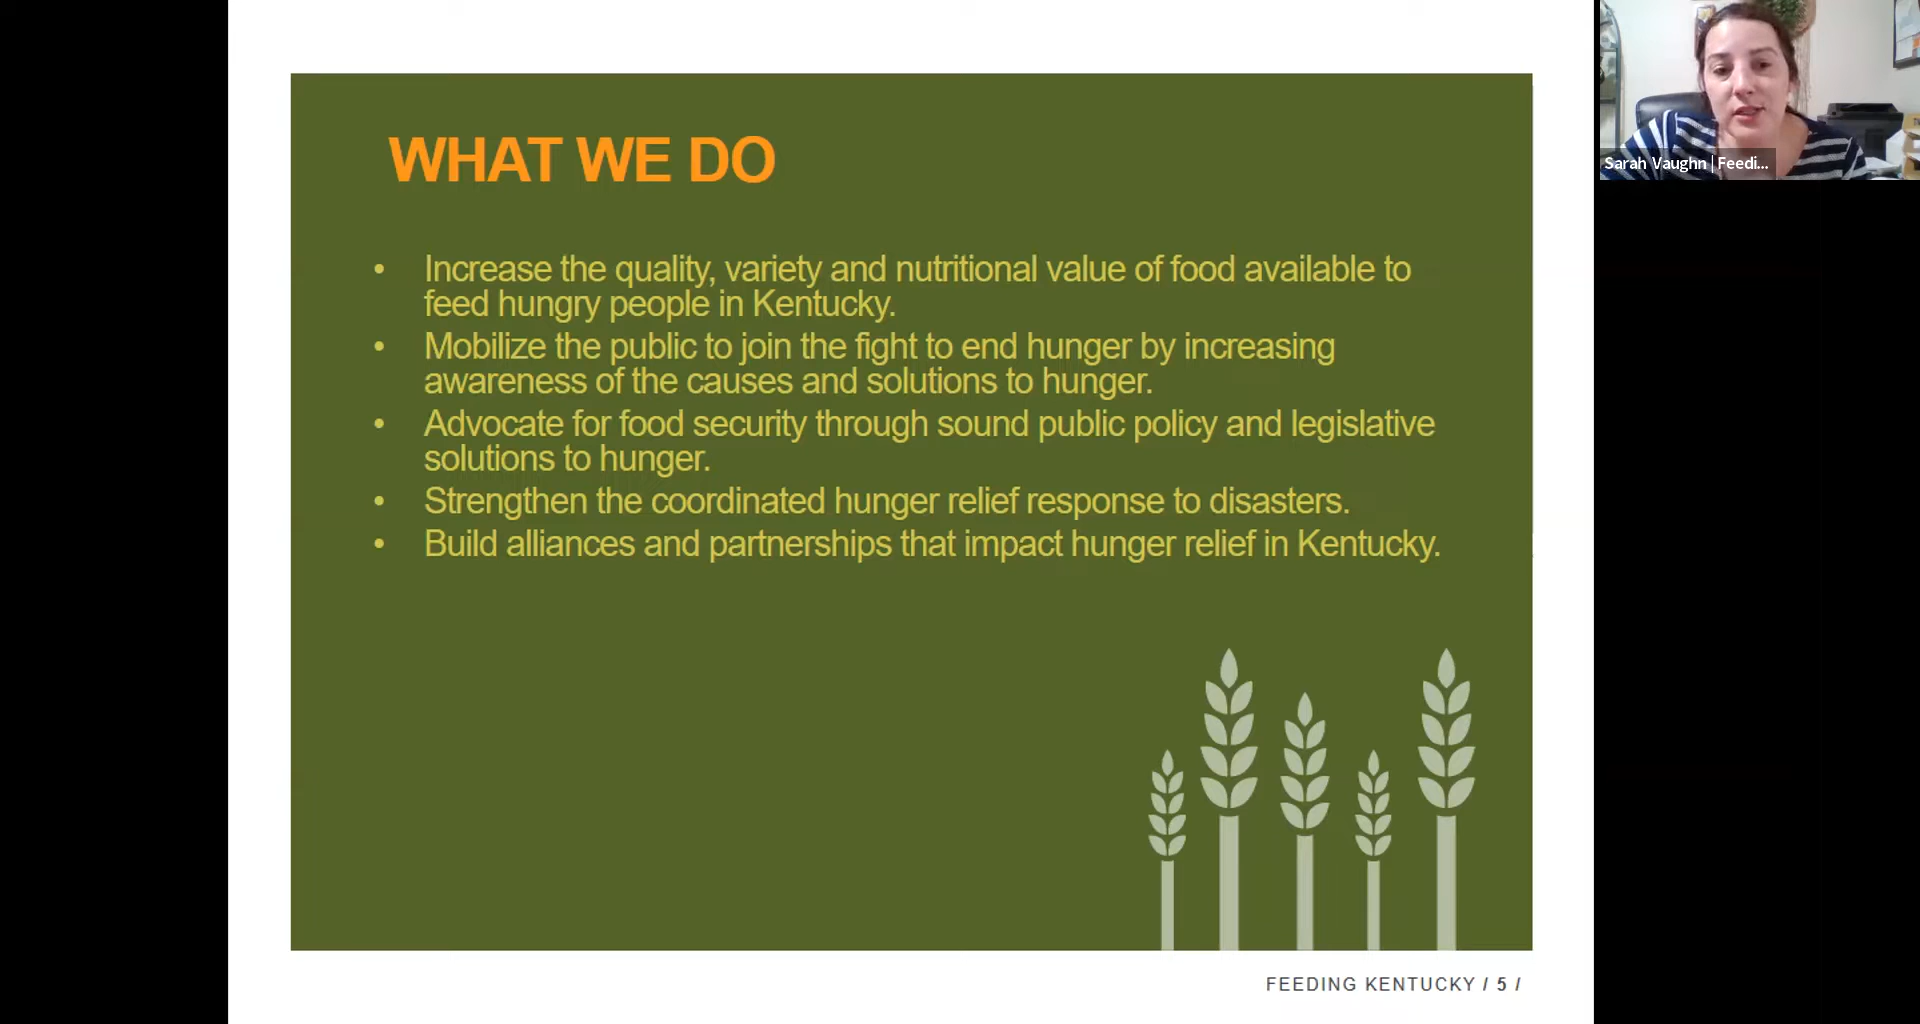 WHAT WE DO
• Increase the quality, variety and nutritional value of food available to
feed hungry people in Kentucky.
• Mobilize the public to join the fight to end hunger by increasing
awareness of the causes and solutions to hunger.
• Advocate for food security through sound public policy and legislative
solutions to hunger.
• Strengthen the coordinated hunger relief response to disasters.
• Build alliances and partnerships that impact hunger relief in Kentucky.
FEEDING KENTUCKY / 5 /
Sarah Vaughn | Feedi...